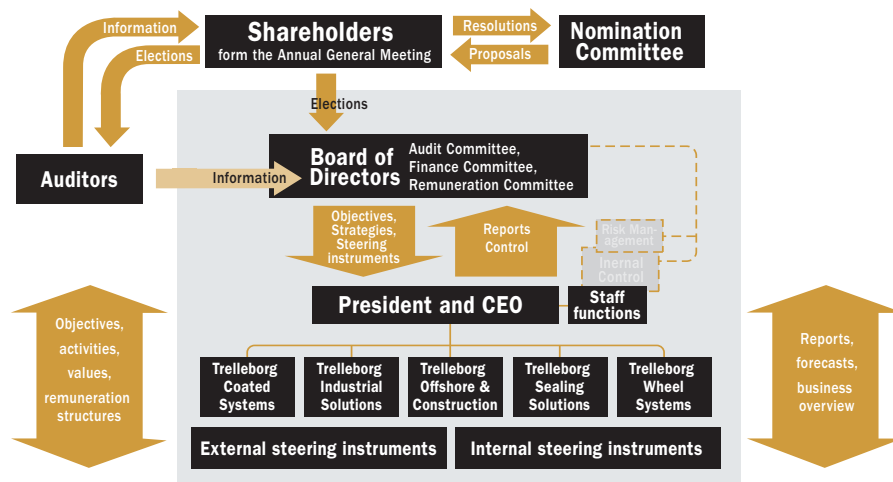 Information
Shareholders
form the Annual General Meeting
Resolutions
Nomination
Committee
Elections
Proposals
Elections
Auditors
Information
Board of
Directors
Audit Committee,
Finance Committee,
Remuneration Committee
Objectives,
Strategies,
Steering
instruments
Reports
Control
Risk Man-
agement
Inernal
Control
President and CEO
Staff
functions
Objectives,
activities,
values,
remuneration
structures
Reports,
forecasts,
business
overview
Trelleborg
Coated
Systems
Trelleborg
Industrial
Solutions
Trelleborg
Offshore &
Construction
Trelleborg
Sealing
Solutions
Trelleborg
Wheel
Systems
External steering instruments
Internal steering instruments